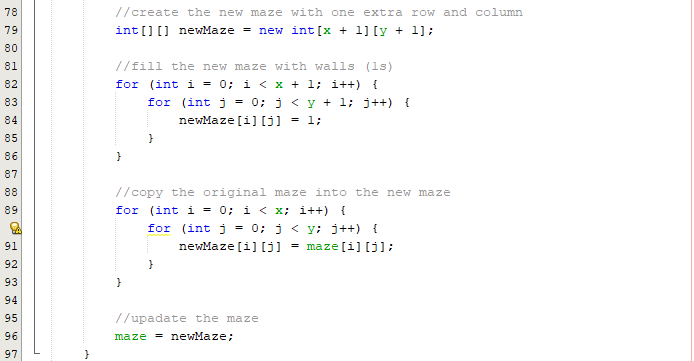 78 //create the new maze with one extra row and column
79 int[][] newMaze = new int[x + 1][y + 1];
80
81 //fill the new maze with walls (1s)
82 for (int i = 0; i < x + 1; i++) {
83 for (int j = 0; j < y + 1; j++) {
84 newMaze[i][j] = 1;
85 }
86 }
87
88 //copy the original maze into the new maze
89 for (int i = 0; i < x; i++) {
for (int j = 0; j < y; j++) {
91 newMaze[i][j] = maze[i][j];
92 }
93 }
94
95 //upadate the maze
96 maze = newMaze;
97 }